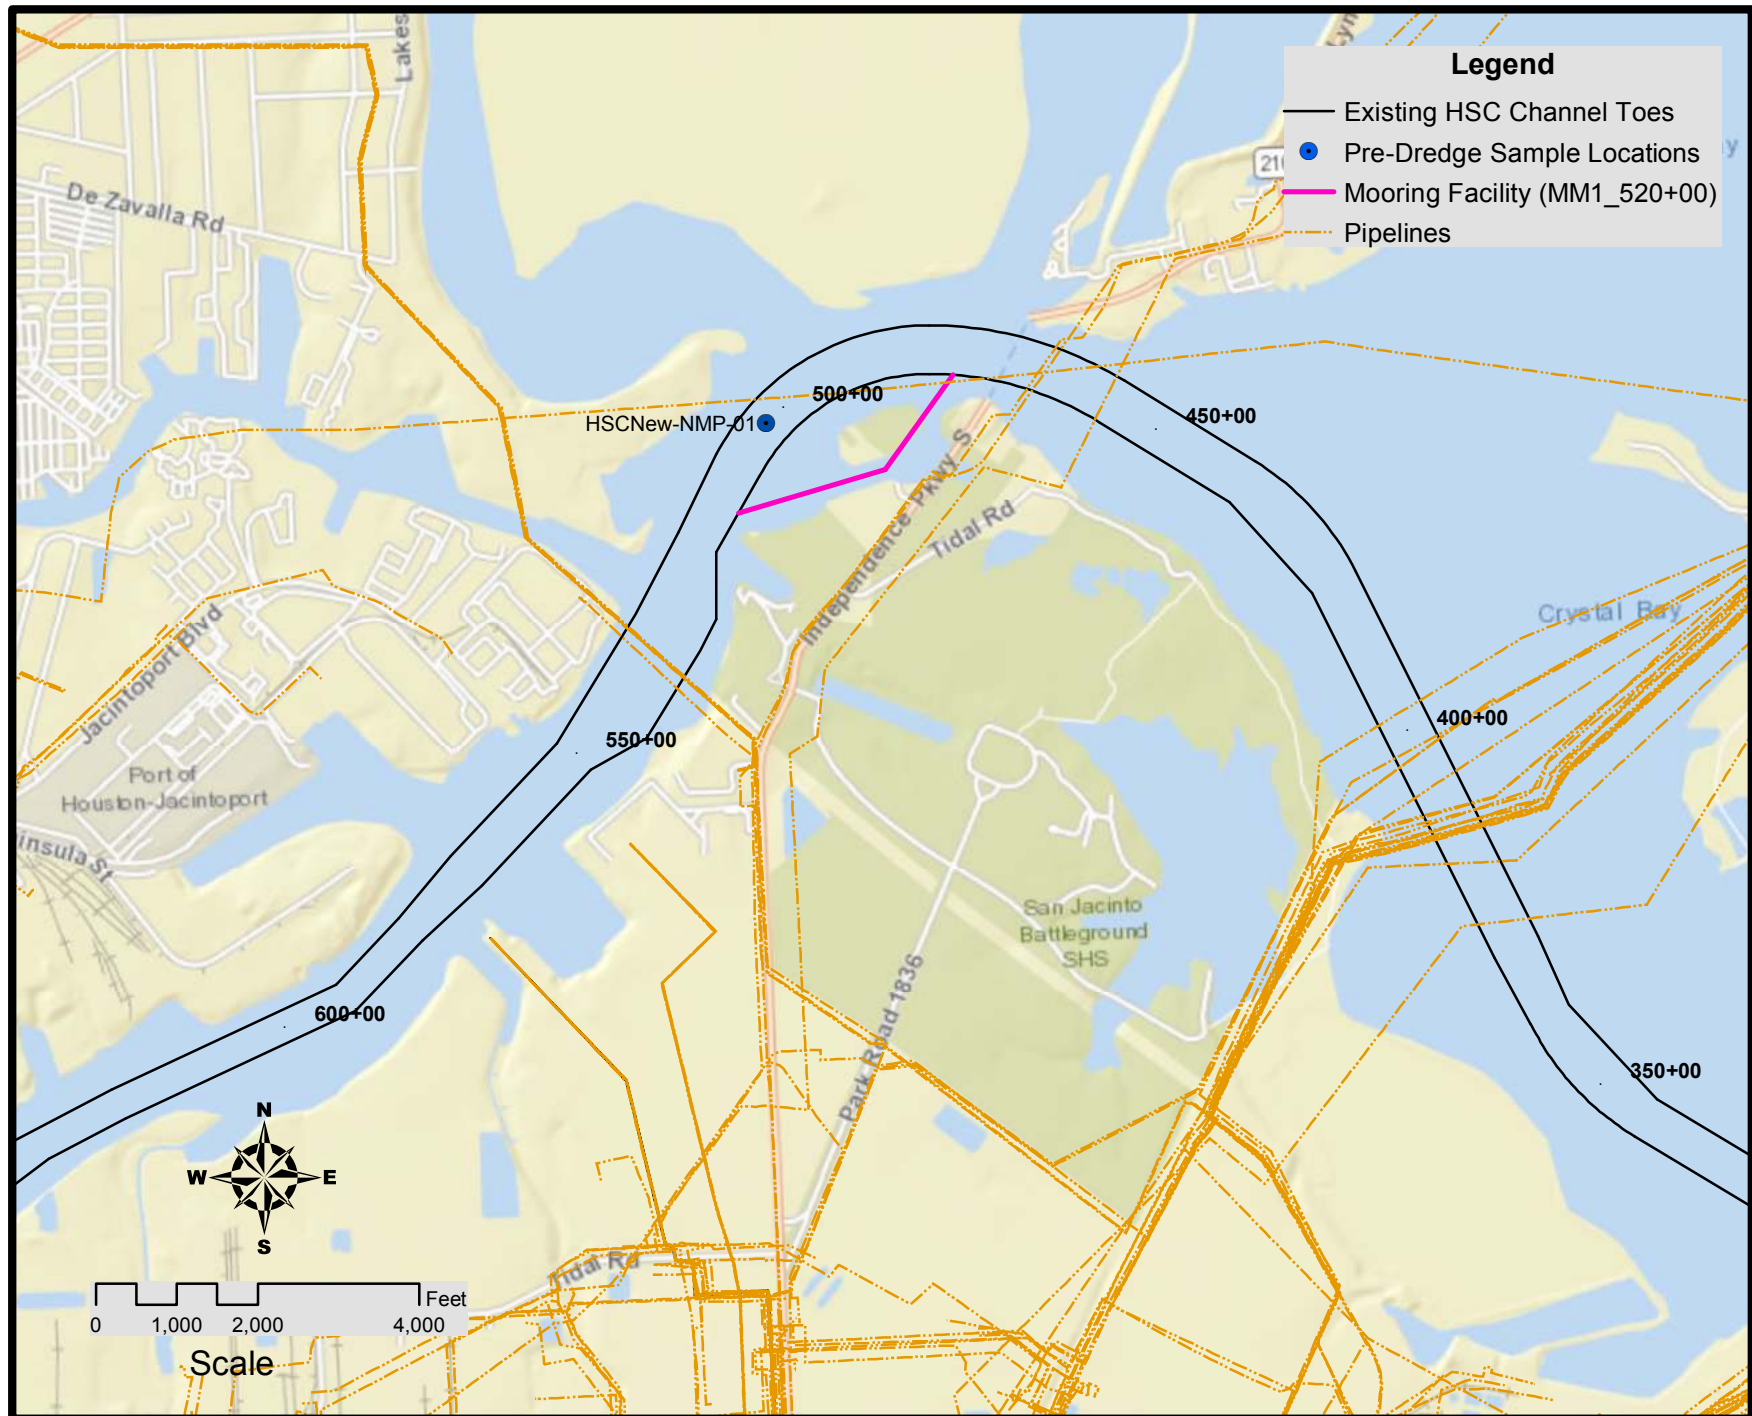 Legend
Existing HSC Channel Toes
Pre-Dredge Sample Locations
Mooring Facility (MM1_520+00)
Pipelines
Lakes
Lyn
De Zavalla Rd
210
y
500+00
450+00
HSCNew-NMP-01
Independence Pkwy S
Tidal Rd
Crystal Bay
Jacintoport Blvd
400+00
550+00
Port of
Houston-Jacintoport
insula St
San Jacinto
Battleground
SHS
Park Road 1836
600+00
350+00
N
W
E
S
Tidal Rd
Feet
0
1,000
2,000
4,000
Scale